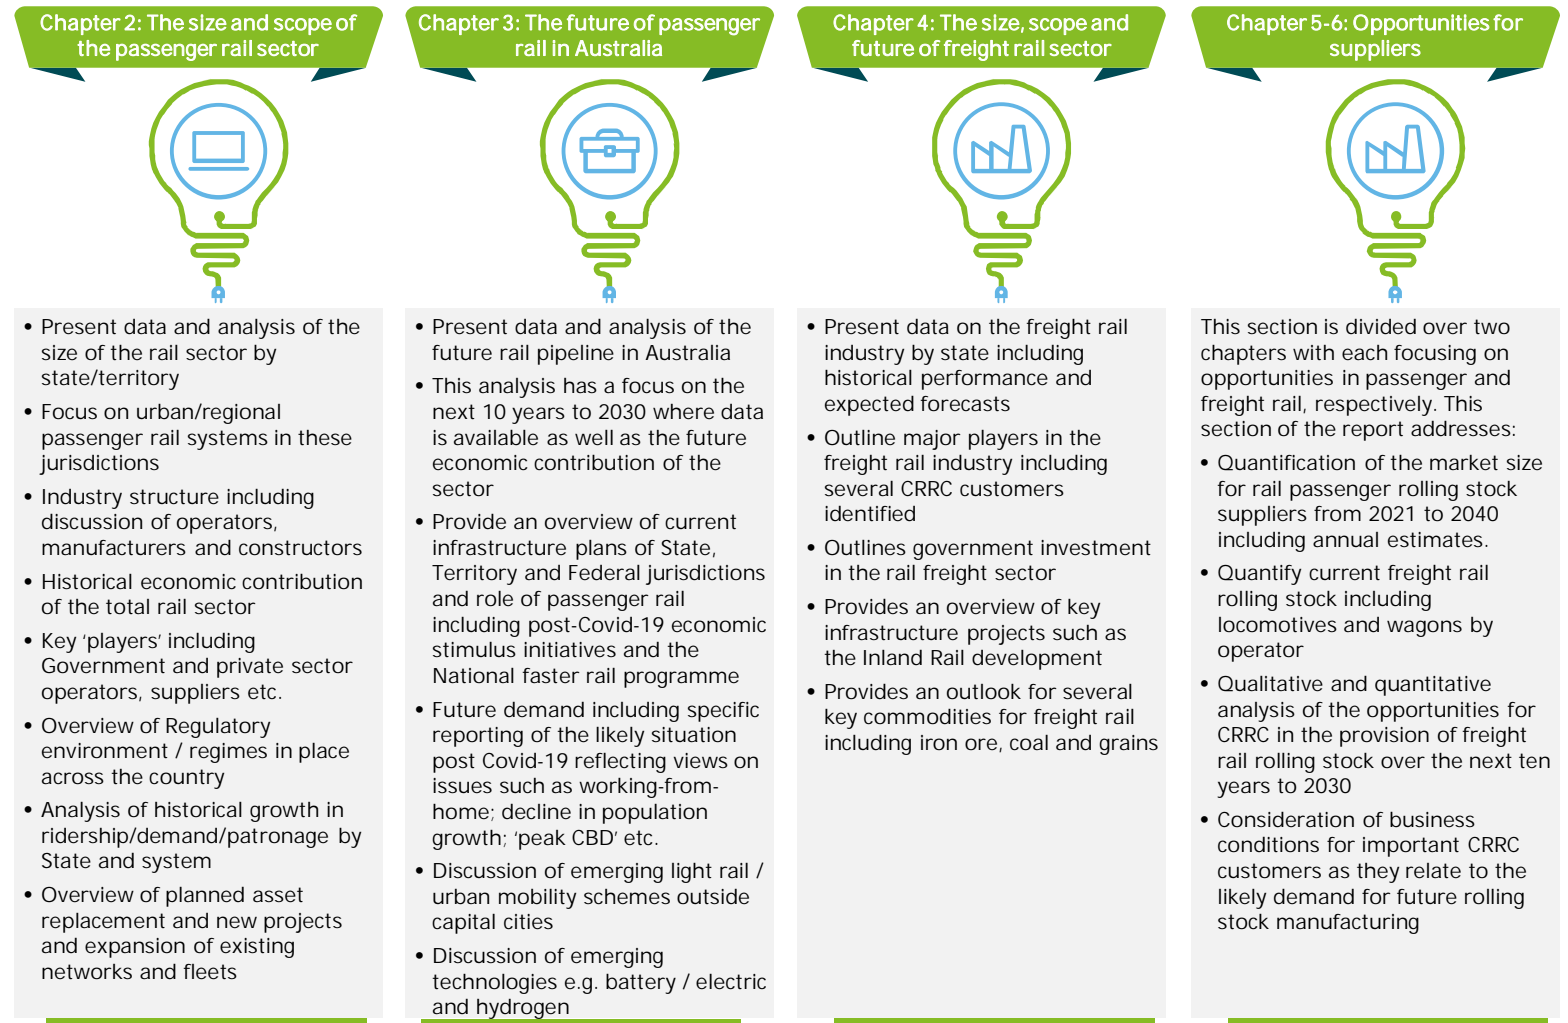 Chapter 2: The size and scope of
the passenger rail sector
• Present data and analysis of the
size of the rail sector by
state/territory
• Focus on urban/regional
passenger rail systems in these
jurisdictions
• Industry structure including
discussion of operators,
manufacturers and constructors
• Historical economic contribution
of the total rail sector
• Key ‘players’ including
Government and private sector
operators, suppliers etc.
• Overview of Regulatory
environment / regimes in place
across the country
• Analysis of historical growth in
ridership/demand/patronage by
State and system
• Overview of planned asset
replacement and new projects
and expansion of existing
networks and fleets
Chapter 3: The future of passenger
rail in Australia
• Present data and analysis of the
future rail pipeline in Australia
• This analysis has a focus on the
next 10 years to 2030 where data
is available as well as the future
economic contribution of the
sector
• Provide an overview of current
infrastructure plans of State,
Territory and Federal jurisdictions
and role of passenger rail
including post-Covid-19 economic
stimulus initiatives and the
National faster rail programme
• Future demand including specific
reporting of the likely situation
post Covid-19 reflecting views on
issues such as working-from-
home; decline in population
growth; ‘peak CBD’ etc.
• Discussion of emerging light rail /
urban mobility schemes outside
capital cities
• Discussion of emerging
technologies e.g. battery / electric
and hydrogen
Chapter 4: The size, scope and
future of freight rail sector
• Present data on the freight rail
industry by state including
historical performance and
expected forecasts
• Outline major players in the
freight rail industry including
several CRRC customers
identified
• Outlines government investment
in the rail freight sector
• Provides an overview of key
infrastructure projects such as
the Inland Rail development
• Provides an outlook for several
key commodities for freight rail
including iron ore, coal and grains
Chapter 5-6: Opportunities for
suppliers
This section is divided over two
chapters with each focusing on
opportunities in passenger and
freight rail, respectively. This
section of the report addresses:
• Quantification of the market size
for rail passenger rolling stock
suppliers from 2021 to 2040
including annual estimates.
• Quantify current freight rail
rolling stock including
locomotives and wagons by
operator
• Qualitative and quantitative
analysis of the opportunities for
CRRC in the provision of freight
rail rolling stock over the next ten
years to 2030
• Consideration of business
conditions for important CRRC
customers as they relate to the
likely demand for future rolling
stock manufacturing